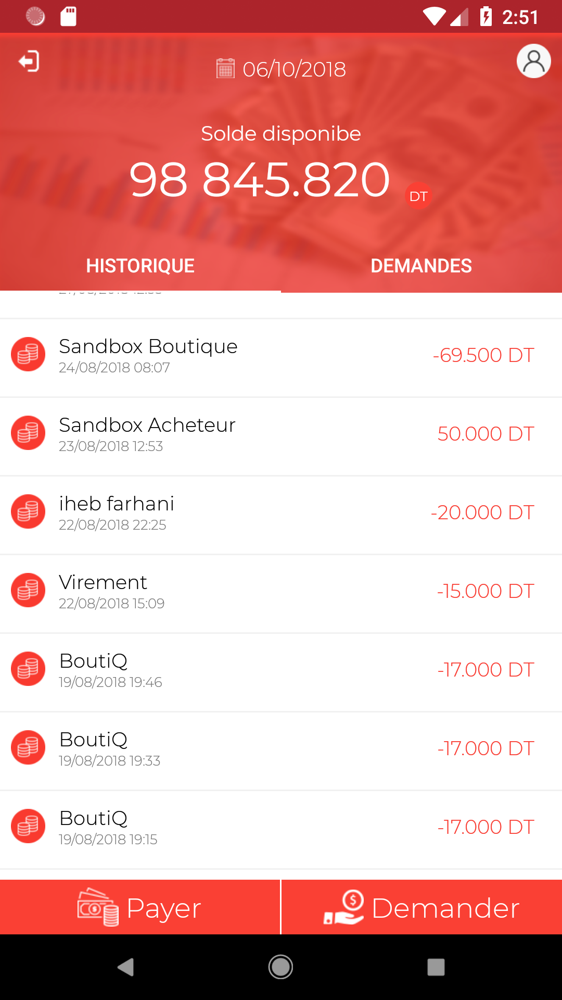 2:51
06/10/2018
Solde disponibe
98 845.820 DT
HISTORIQUE
DEMANDES
Sandbox Boutique
24/08/2018 08:07
-69.500 DT
Sandbox Acheteur
23/08/2018 12:53
50.000 DT
iheb farhani
22/08/2018 22:25
-20.000 DT
Virement
22/08/2018 15:09
-15.000 DT
BoutiQ
19/08/2018 19:46
-17.000 DT
BoutiQ
19/08/2018 19:33
-17.000 DT
BoutiQ
19/08/2018 19:15
-17.000 DT
Payer
Demander